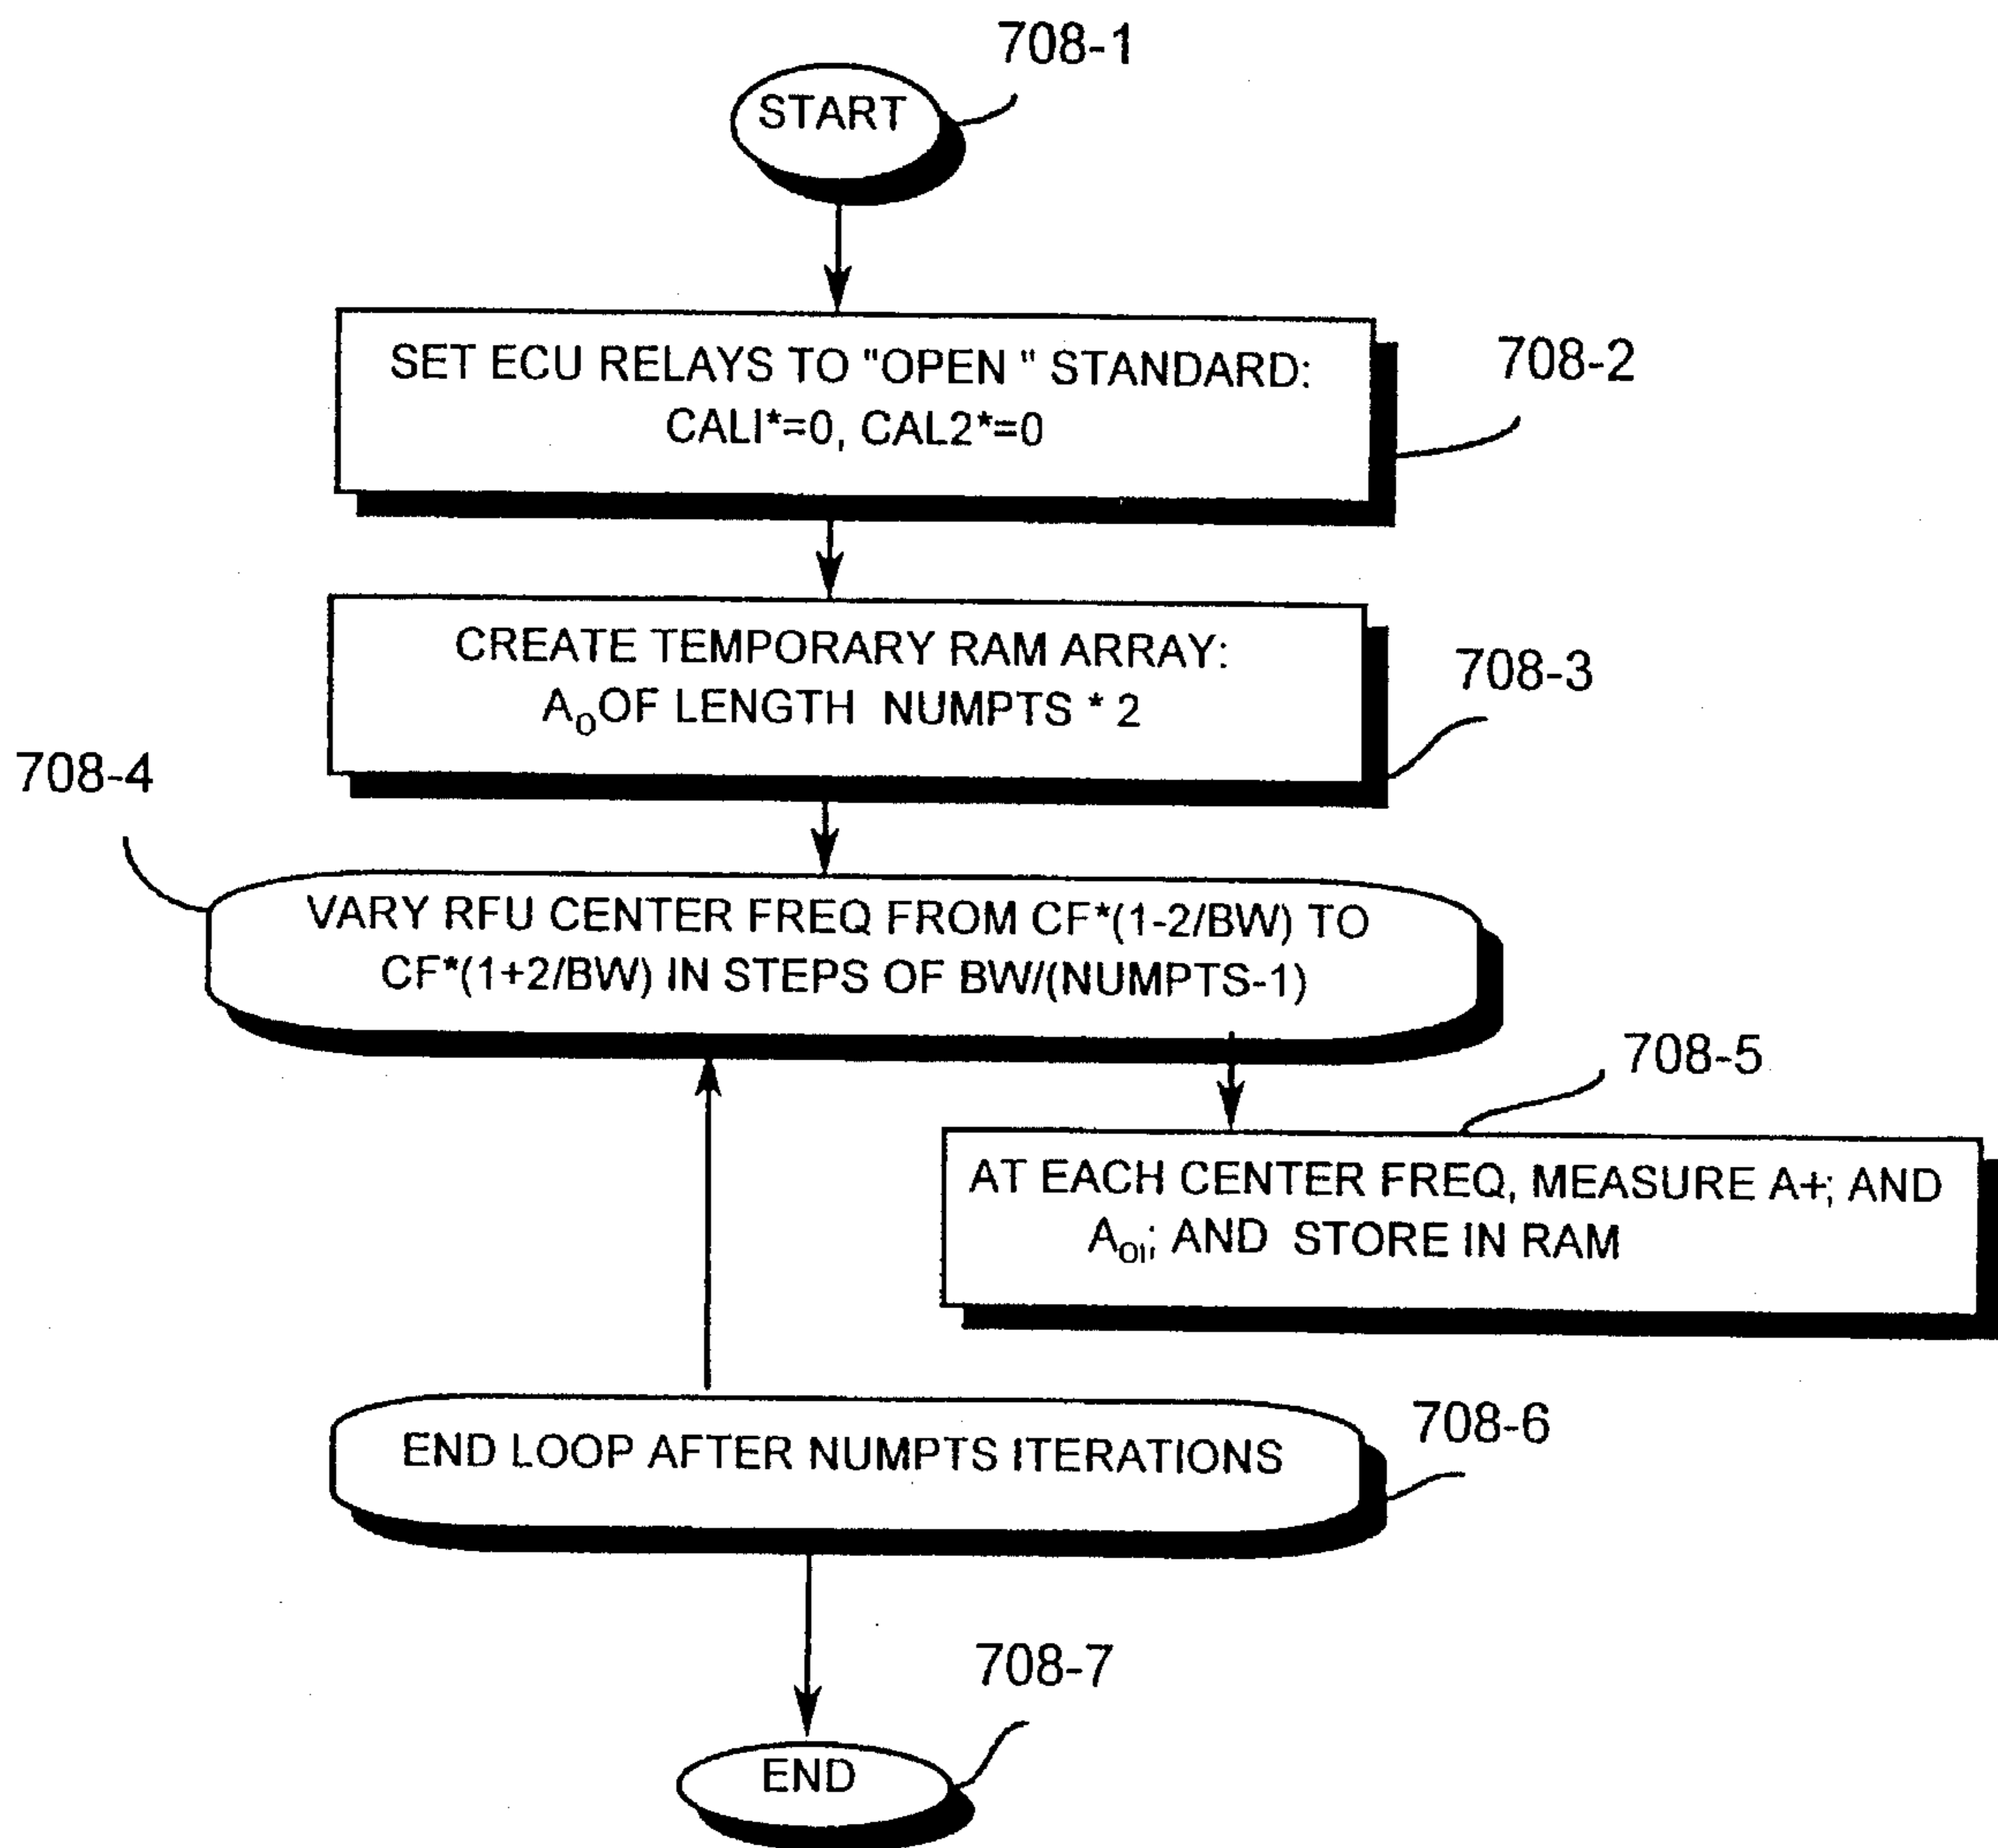 708-1
START
SET ECU RELAYS TO "OPEN " STANDARD:
CALI*=0, CAL2*=0
708-2
CREATE TEMPORARY RAM ARRAY:
A₀ OF LENGTH NUMPTS * 2
708-3
708-4
VARY RFU CENTER FREQ FROM CF*(1-2/BW) TO
CF*(1+2/BW) IN STEPS OF BW/(NUMPTS-1)
708-5
AT EACH CENTER FREQ, MEASURE A+; AND
A₀ᵢ; AND STORE IN RAM
END LOOP AFTER NUMPTS ITERATIONS
708-6
708-7
END